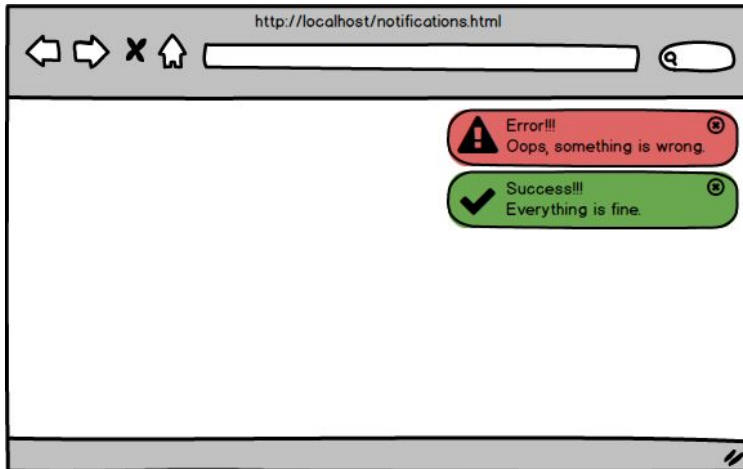 http://localhost/notifications.html
Error!!!
Oops, something is wrong.
Success!!!
Everything is fine.